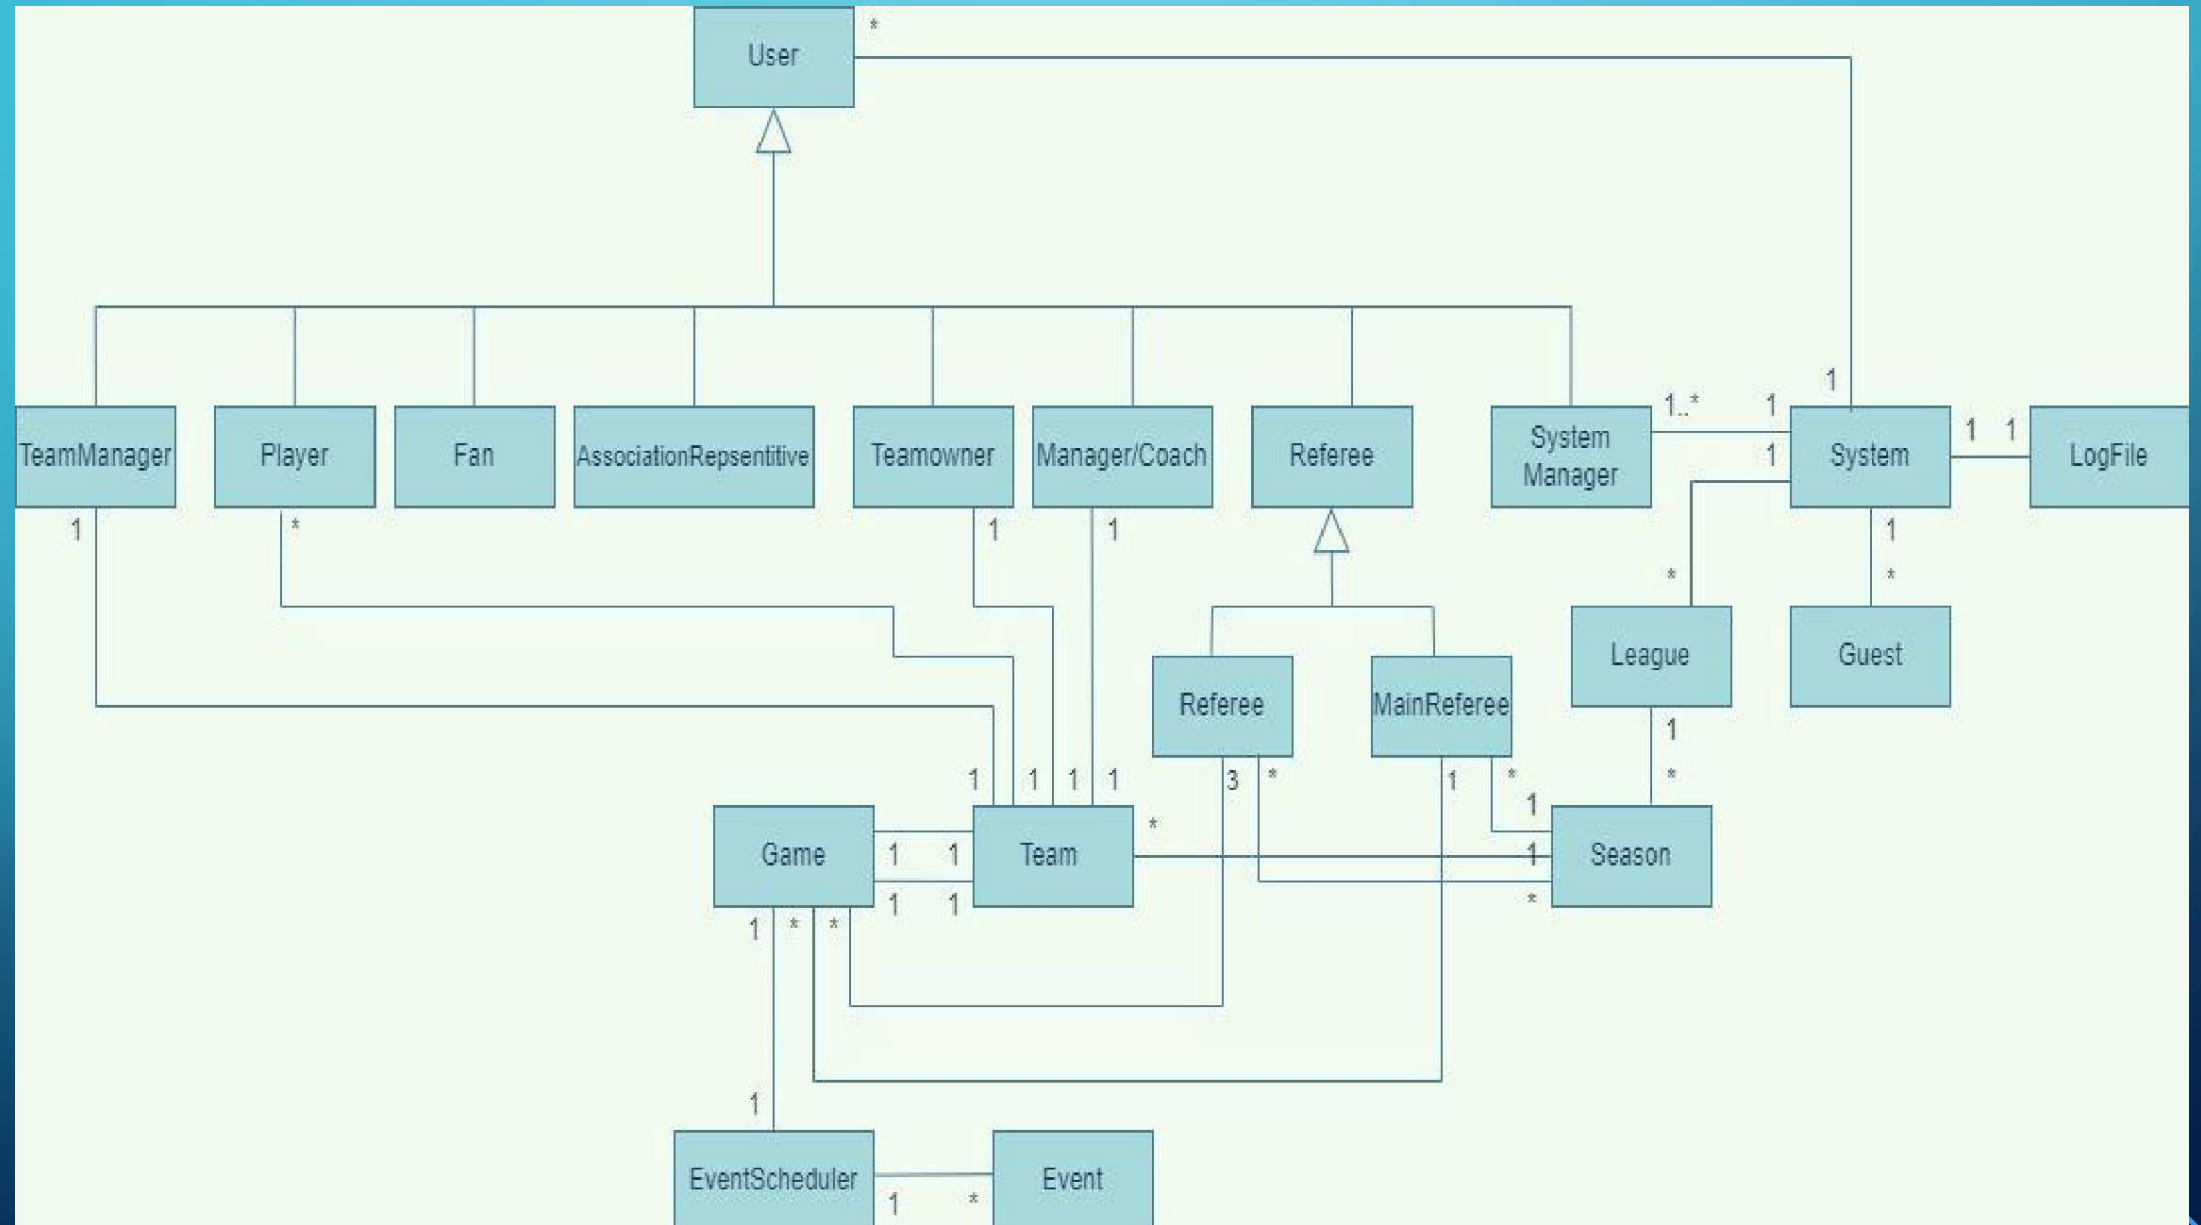 User
*
1
1..*
1
TeamManager
Player
Fan
AssociationRepsentitive
Teamowner
Manager/Coach
Referee
System
Manager
1
System
1
1
LogFile
1
*
1
1
1
*
*
League
Guest
Referee
MainReferee
1
*
1
1
1
1
3
*
1
*
1
Game
1
1
Team
*
1
Season
1
1
*
1
*
*
1
EventScheduler
1
*
Event